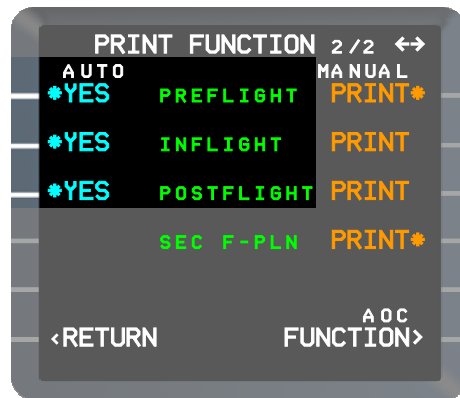 PRINT FUNCTION 2/2 ↔
AUTO MANUAL
*YES PREFLIGHT PRINT*
*YES INFLIGHT PRINT
*YES POSTFLIGHT PRINT
SEC F-PLN PRINT*
AOC
<RETURN FUNCTION>